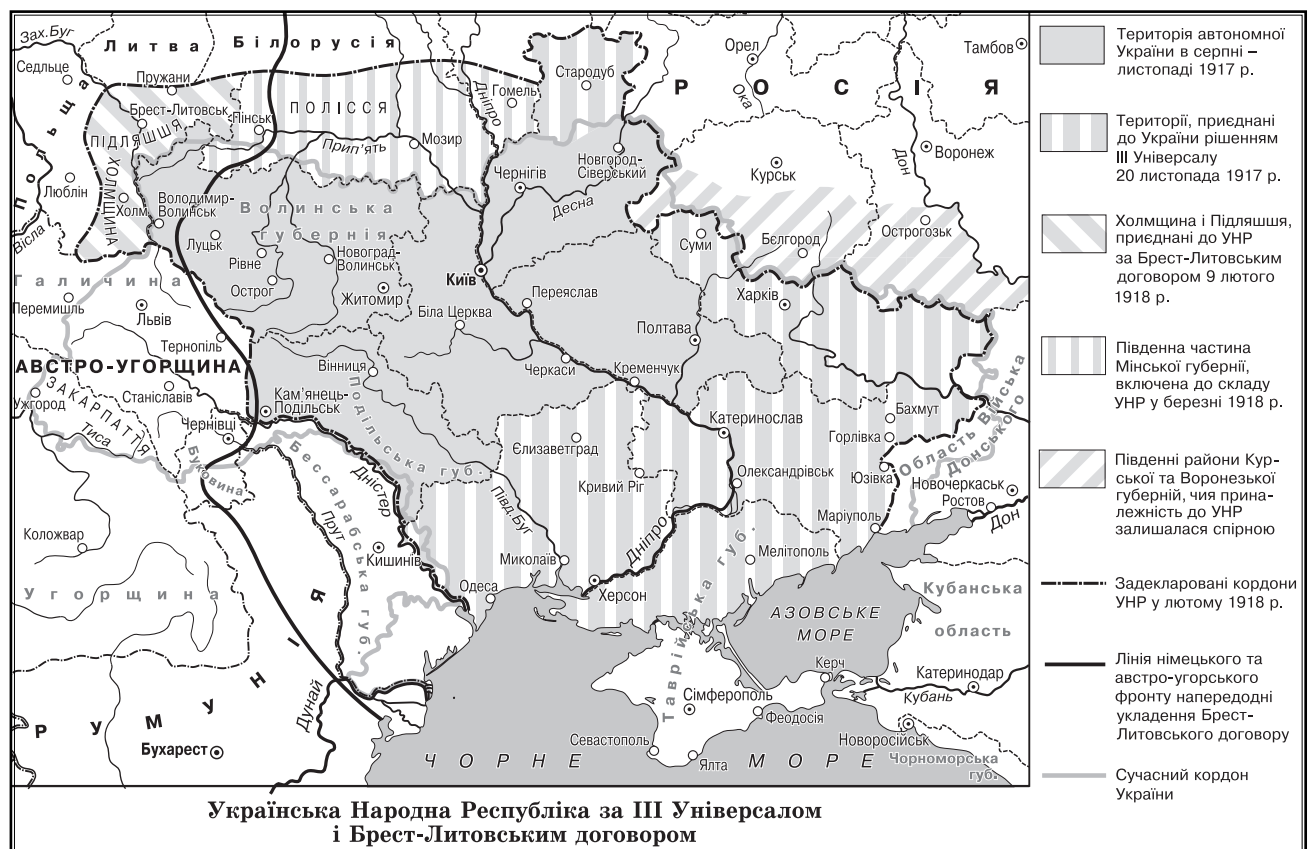 Зах.Буг
Литва
Білорусія
Орел
Тамбов
Седльце
Пружани
Стародуб
РОСІЯ
Брест-Литовськ
ПОЛІССЯ
Дніпро
Гомель
Ока
Польща
ПІДЛЯШШЯ
Пінськ
Мозир
Дон
Воронеж
Прип’ять
Новгород-
Сіверський
Курськ
Люблін
ХОЛМЩИНА
Холм
Володимир-
Волинськ
Чернігів
Десна
Вісла
Волинська
губернія
Луцьк
Рівне
Новоград-
Волинськ
Суми
Бєлгород
Острогозьк
Галичина
Острог
Житомир
Київ
Переяслав
Харків
Перемишль
Львів
Біла Церква
Полтава
Тернопіль
АВСТРО-УГОРЩИНА
Вінниця
Черкаси
Кременчук
ЗАКАРПАТТЯ
Станіславів
Ужгород
Кам’янець-
Подільськ
Подільська губ.
Катеринослав
Бахмут
Область Війська
Донського
Тиса
Чернівці
Єлизаветград
Горлівка
Буковина
Бессарабська губ.
Дністер
Кривий Ріг
Олександрівськ
Юзівка
Новочеркаськ
Ростов
Півд.Буг
Прут
Маріуполь
Дон
Коложвар
Кишинів
Миколаїв
Дніпро
Мелітополь
Угорщина
Одеса
Херсон
Таврійська губ.
АЗОВСЬКЕ
МОРЕ
Кубанська
область
Керч
Катеринодар
РУМУНІЯ
Дунай
Сімферополь
Феодосія
Кубань
Бухарест
Севастополь
Новоросійськ
ЧОРНЕ МОРЕ
Ялта
Чорноморська
губ.
Територія автономної
України в серпні –
листопаді 1917 р.
Території, приєднані
до України рішенням
III Універсалу
20 листопада 1917 р.
Холмщина і Підляшшя,
приєднані до УНР
за Брест-Литовським
договором 9 лютого
1918 р.
Південна частина
Мінської губернії,
включена до складу
УНР у березні 1918 р.
Південні райони Кур-
ської та Воронезької
губерній, чия прина-
лежність до УНР
залишалася спірною
Задекларовані кордони
УНР у лютому 1918 р.
Лінія німецького та
австро-угорського
фронту напередодні
укладення Брест-
Литовського договору
Сучасний кордон
України
Українська Народна Республіка за III Універсалом
і Брест-Литовським договором